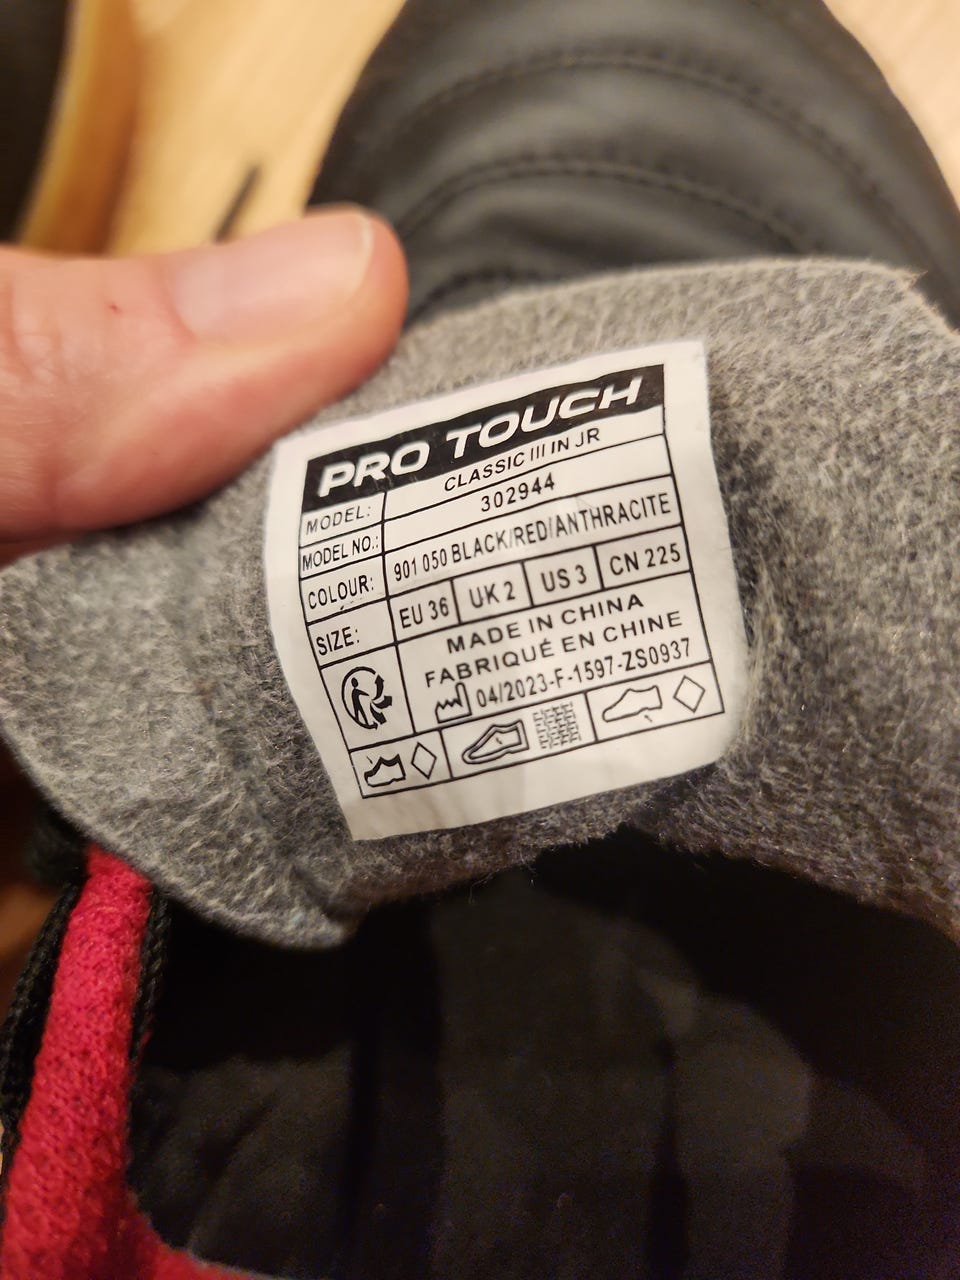 PRO TOUCH
MODEL: CLASSIC III IN JR
MODEL NO.: 302944
COLOUR: 901 050 BLACK/RED/ANTHRACITE
SIZE: EU 36 UK 2 US 3 CN 225
MADE IN CHINA
FABRIQUÉ EN CHINE
04/2023-F-1597-ZS0937